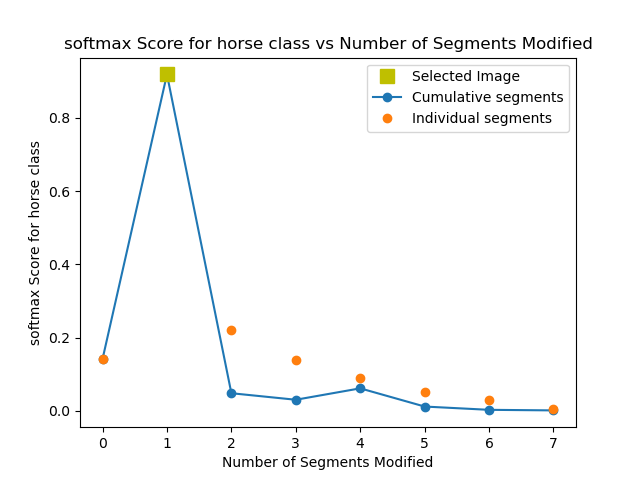 softmax Score for horse class vs Number of Segments Modified
Selected Image
Cumulative segments
Individual segments
softmax Score for horse class
0.8
0.6
0.4
0.2
0.0
0 1 2 3 4 5 6 7
Number of Segments Modified